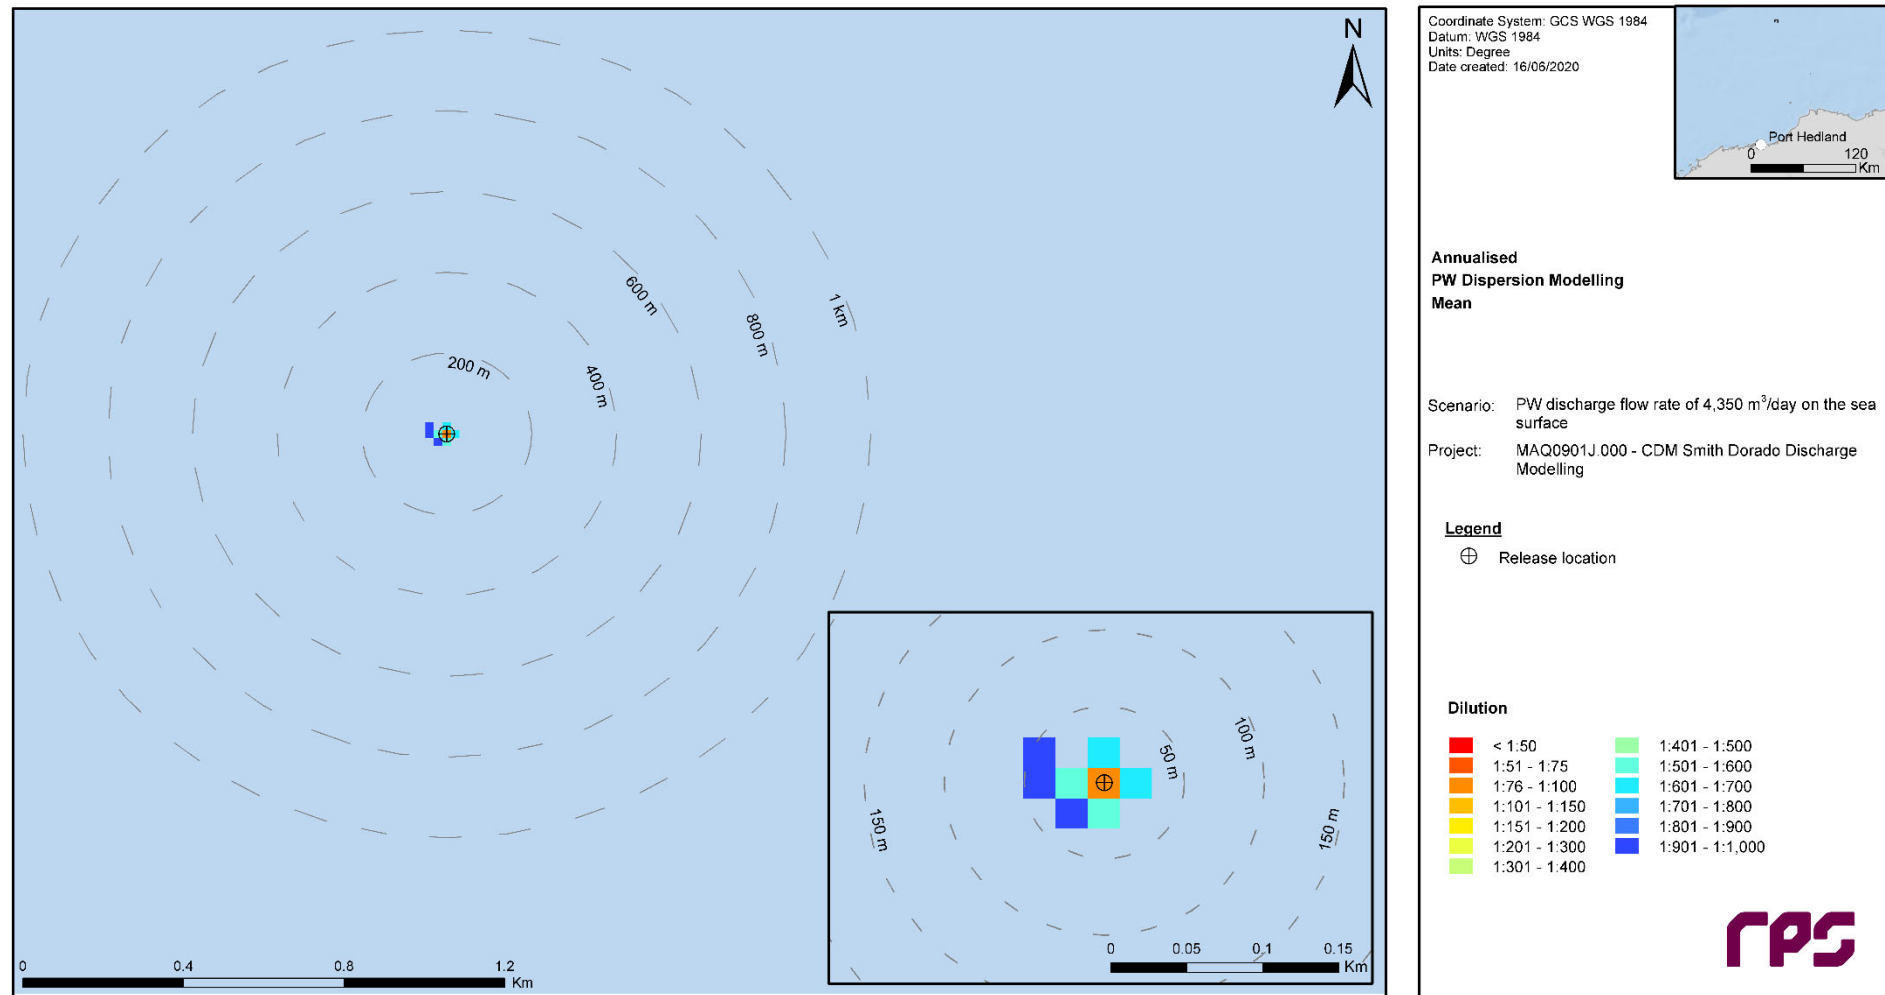 N
200 m
400 m
600 m
800 m
1 km
0 0.4 0.8 1.2
Km
50 m
100 m
150 m
150 m
0 0.05 0.1 0.15
Km
Coordinate System: GCS WGS 1984
Datum: WGS 1984
Units: Degree
Date created: 16/06/2020
Port Hedland
0 120
Km
Annualised
PW Dispersion Modelling
Mean
Scenario: PW discharge flow rate of 4,350 m³/day on the sea
surface
Project: MAQ0901J.000 - CDM Smith Dorado Discharge
Modelling
Legend
Release location
Dilution
< 1:50
1:51 - 1:75
1:76 - 1:100
1:101 - 1:150
1:151 - 1:200
1:201 - 1:300
1:301 - 1:400
1:401 - 1:500
1:501 - 1:600
1:601 - 1:700
1:701 - 1:800
1:801 - 1:900
1:901 - 1:1,000
rps